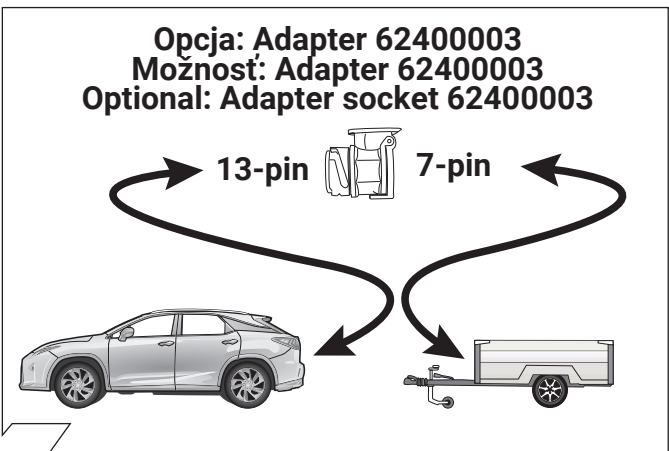 Opcja: Adapter 62400003
Možnosť: Adapter 62400003
Optional: Adapter socket 62400003
13-pin 7-pin